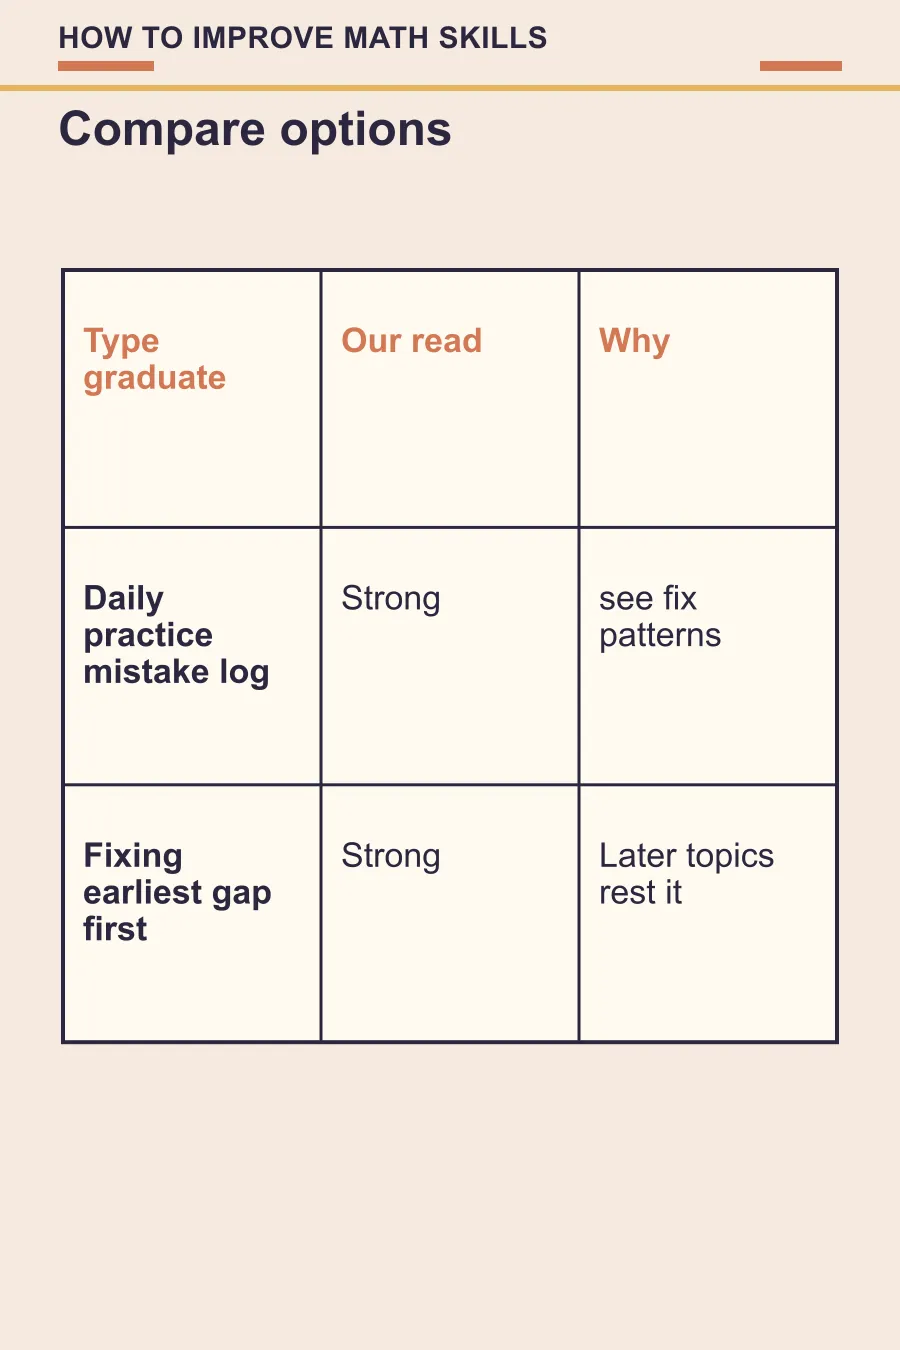 HOW TO IMPROVE MATH SKILLS
Compare options
Type
graduate
Our read
Why
Daily
practice
mistake log
Strong
see fix
patterns
Fixing
earliest gap
first
Strong
Later topics
rest it